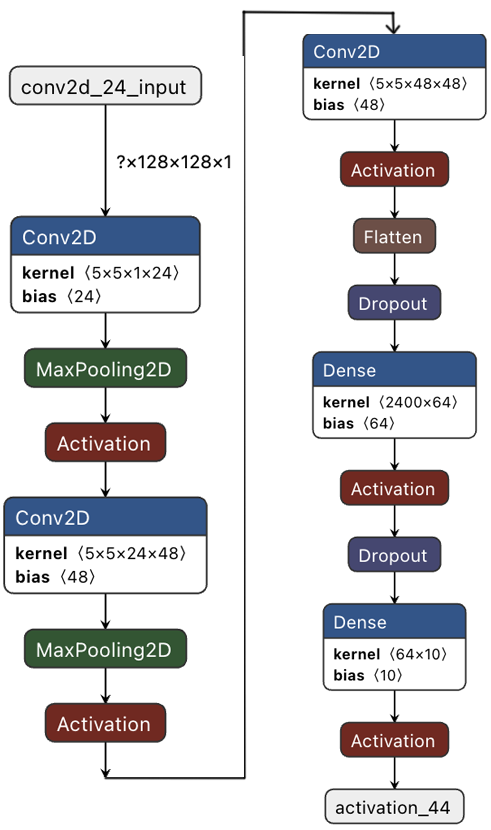 conv2d_24_input
?×128×128×1
Conv2D
kernel ⟨5×5×1×24⟩
bias ⟨24⟩
MaxPooling2D
Activation
Conv2D
kernel ⟨5×5×24×48⟩
bias ⟨48⟩
MaxPooling2D
Activation
Conv2D
kernel ⟨5×5×48×48⟩
bias ⟨48⟩
Activation
Flatten
Dropout
Dense
kernel ⟨2400×64⟩
bias ⟨64⟩
Activation
Dropout
Dense
kernel ⟨64×10⟩
bias ⟨10⟩
Activation
activation_44